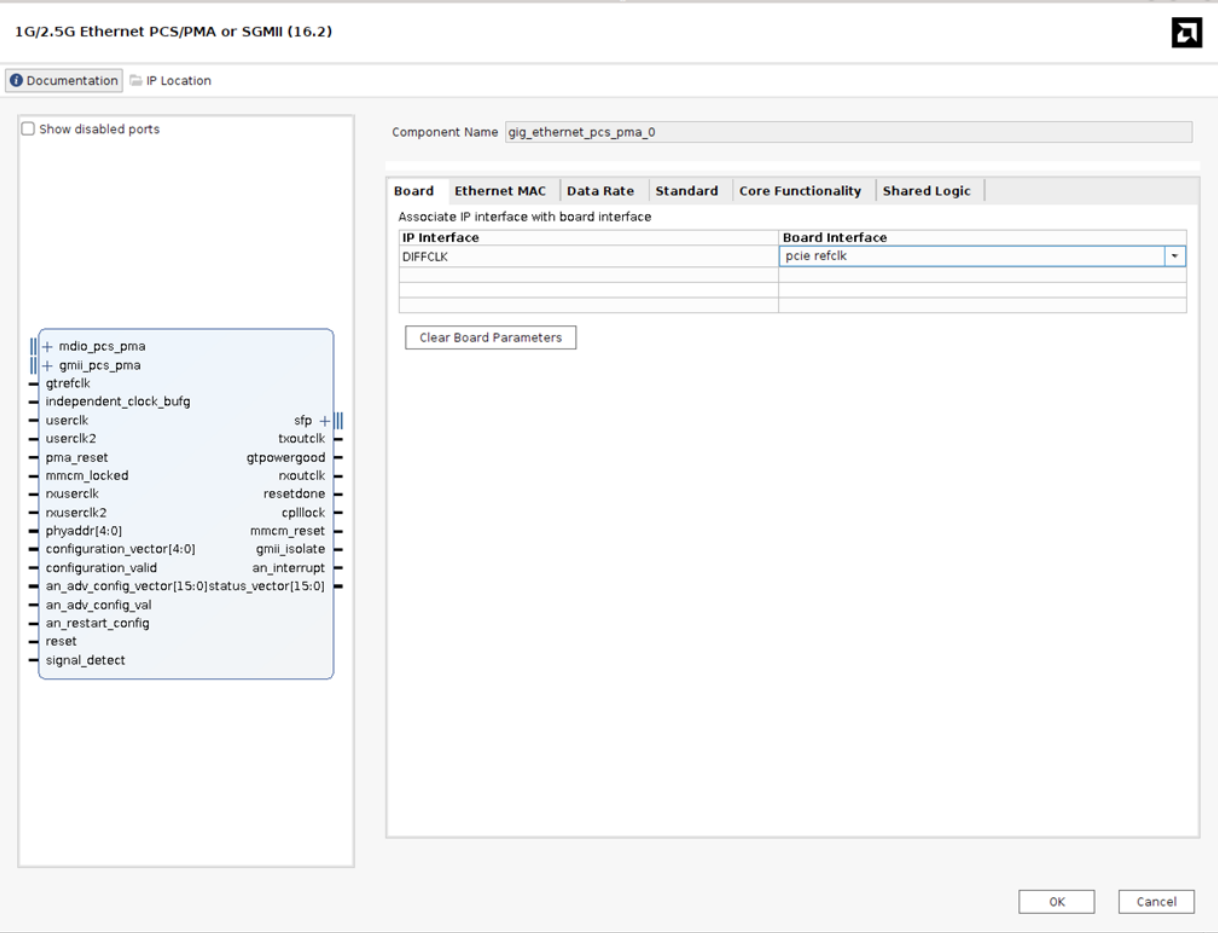 1G/2.5G Ethernet PCS/PMA or SGMII (16.2)
Documentation IP Location
Show disabled ports
mdio_pcs_pma
gmii_pcs_pma
gtrefclk
independent_clock_bufg
userclk sfp
userclk2 txoutclk
pma_reset gtpowergood
mmcm_locked rxoutclk
rxuserclk resetdone
rxuserclk2 cplllock
phyaddr[4:0] mmcm_reset
configuration_vector[4:0] gmii_isolate
configuration_valid an_interrupt
an_adv_config_vector[15:0] status_vector[15:0]
an_adv_config_val
an_restart_config
reset
signal_detect
Component Name gig_ethernet_pcs_pma_0
Board Ethernet MAC Data Rate Standard Core Functionality Shared Logic
Associate IP interface with board interface
IP Interface Board Interface
DIFFCLK pcie refclk
Clear Board Parameters
OK Cancel